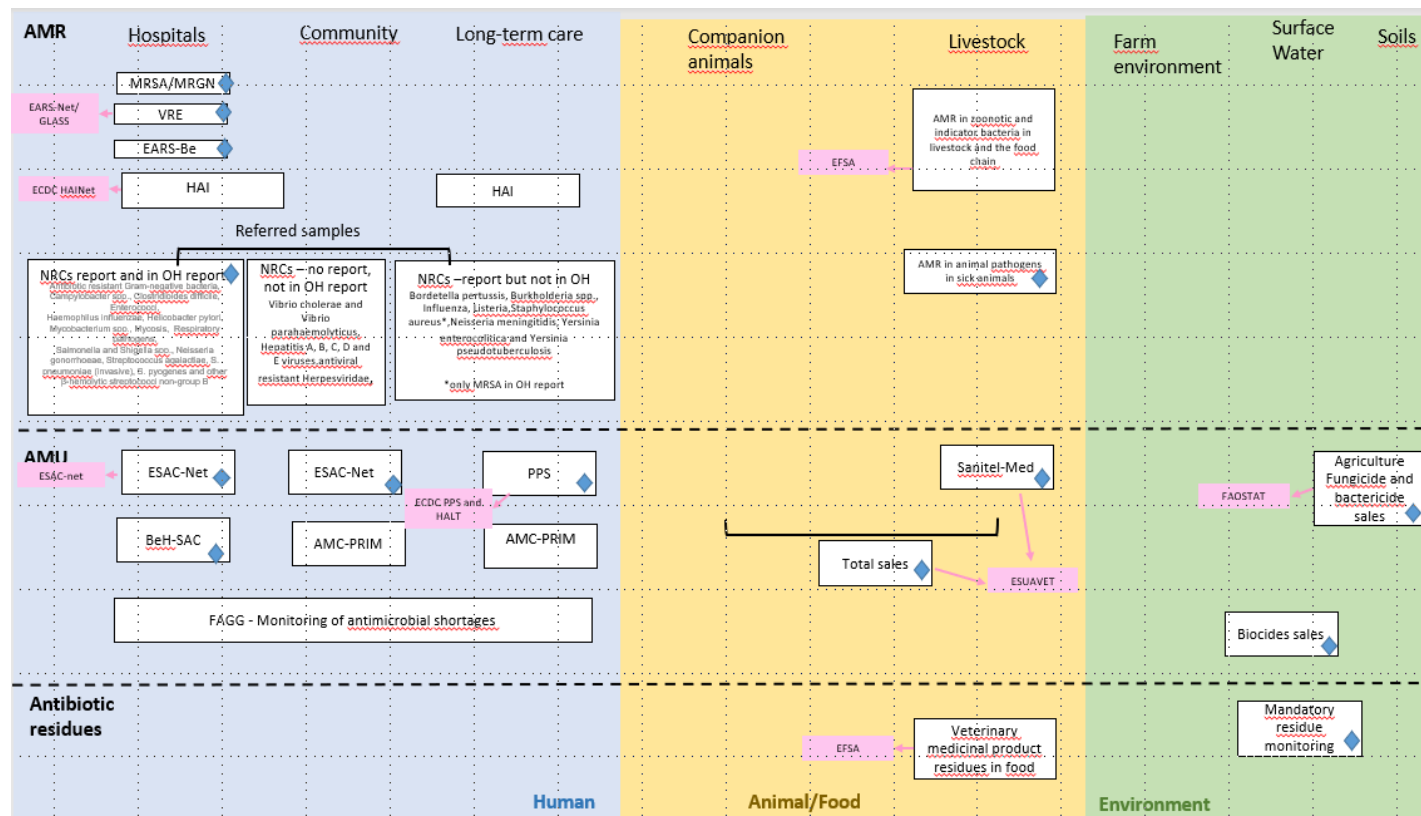 AMR
Hospitals
Community
Long-term care
Companion
animals
Livestock
Farm
environment
Surface
Water
Soils
MRSA/MRGN
EARS-Net/
GLASS
VRE
EARS-Be
AMR in zoonotic and
indicator bacteria in
livestock and the food
chain
EFSA
ECDC HAINet
HAI
HAI
Referred samples
NRCs report and in OH report
Antibiotic resistant Gram-negative bacteria,
Campylobacter spp., Clostridioides difficile,
Enterococci,
Haemophilus influenzae, Helicobacter pylori,
Mycobacterium spp., Mycosis, Respiratory
pathogens,
Salmonella and Shigella spp., Neisseria
gonorrhoeae, Streptococcus agalactiae, S.
pneumoniae (invasive), S. pyogenes and other
β-hemolytic streptococci non-group B
NRCs – no report,
not in OH report
Vibrio cholerae and
Vibrio
parahaemolyticus,
Hepatitis A, B, C, D and
E viruses,antiviral
resistant Herpesviridae,
NRCs –report but not in OH
Bordetella pertussis, Burkholderia spp.,
Influenza, Listeria,Staphylococcus
aureus*,Neisseria meningitidis, Yersinia
enterocolitica and Yersinia
pseudotuberculosis
*only MRSA in OH report
AMR in animal pathogens
in sick animals
AMU
ESAC-net
ESAC-Net
ESAC-Net
PPS
ECDC PPS and
HALT
Sanitel-Med
FAOSTAT
Agriculture
Fungicide and
bactericide
sales
BeH-SAC
AMC-PRIM
AMC-PRIM
Total sales
ESUAVET
FAGG - Monitoring of antimicrobial shortages
Biocides sales
Antibiotic
residues
EFSA
Veterinary
medicinal product
residues in food
Mandatory
residue
monitoring
Human
Animal/Food
Environment